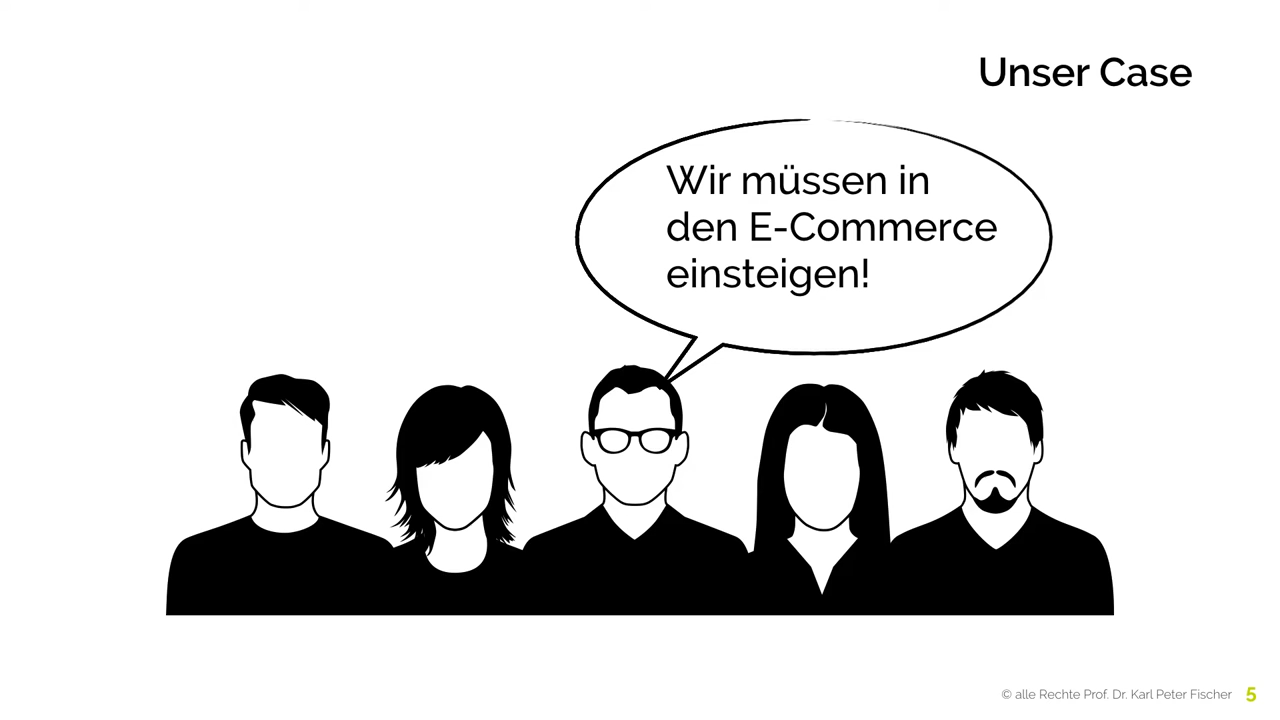 Unser Case
Wir müssen in
den E-Commerce
einsteigen!
© alle Rechte Prof. Dr. Karl Peter Fischer 5